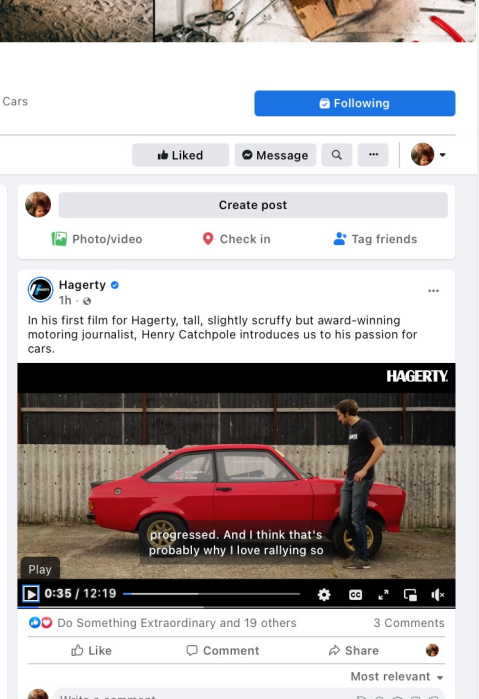 Cars
Following
Liked
Message
Create post
Photo/video
Check in
Tag friends
Hagerty
1h ·
In his first film for Hagerty, tall, slightly scruffy but award-winning
motoring journalist, Henry Catchpole introduces us to his passion for
cars.
HAGERTY.
progressed. And I think that's
probably why I love rallying so
Play
0:35 / 12:19
CC
Do Something Extraordinary and 19 others
3 Comments
Like
Comment
Share
Most relevant
Write a comment